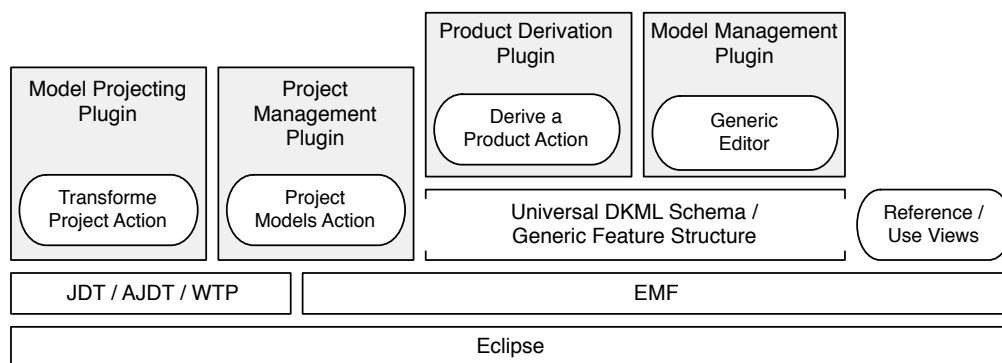 Product Derivation
Plugin
Model Management
Plugin
Model Projecting
Plugin
Project
Management
Plugin
Derive a
Product Action
Generic
Editor
Transforme
Project Action
Project
Models Action
Universal DKML Schema /
Generic Feature Structure
Reference /
Use Views
JDT / AJDT / WTP
EMF
Eclipse